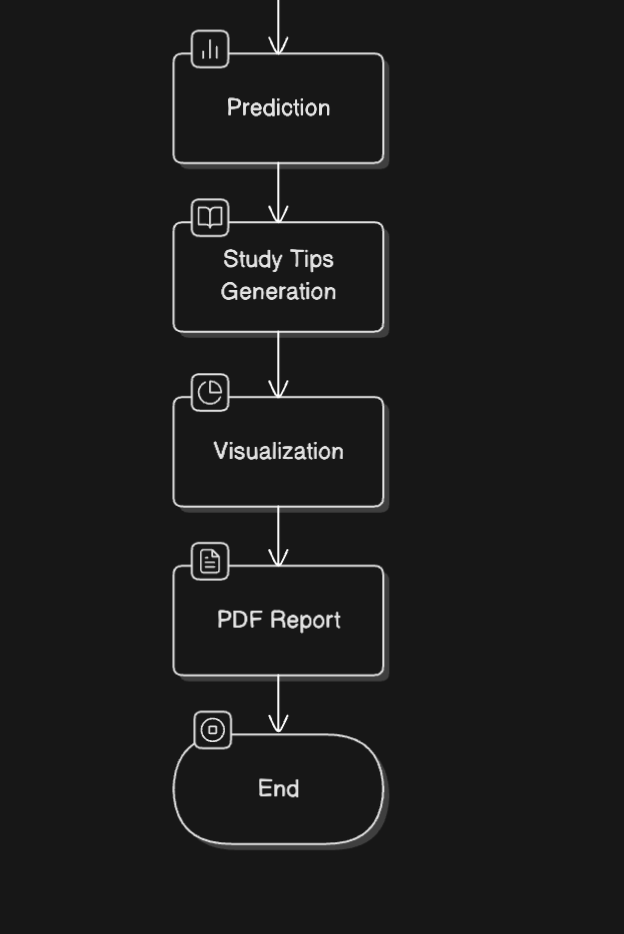 Prediction
Study Tips
Generation
Visualization
PDF Report
End